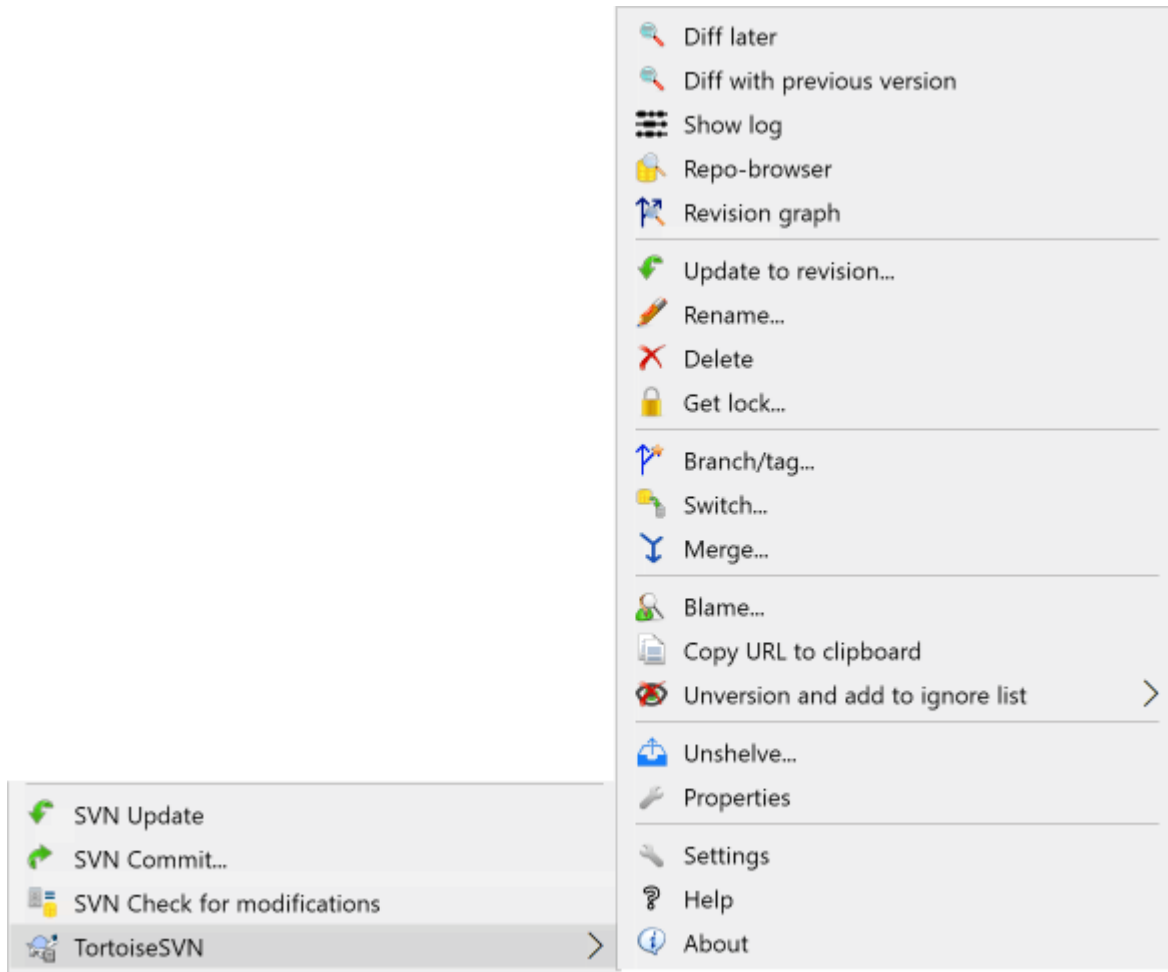 Diff later
Diff with previous version
Show log
Repo-browser
Revision graph
Update to revision...
Rename...
Delete
Get lock...
Branch/tag...
Switch...
Merge...
Blame...
Copy URL to clipboard
Unversion and add to ignore list
Unshelve...
Properties
Settings
Help
About
SVN Update
SVN Commit...
SVN Check for modifications
TortoiseSVN